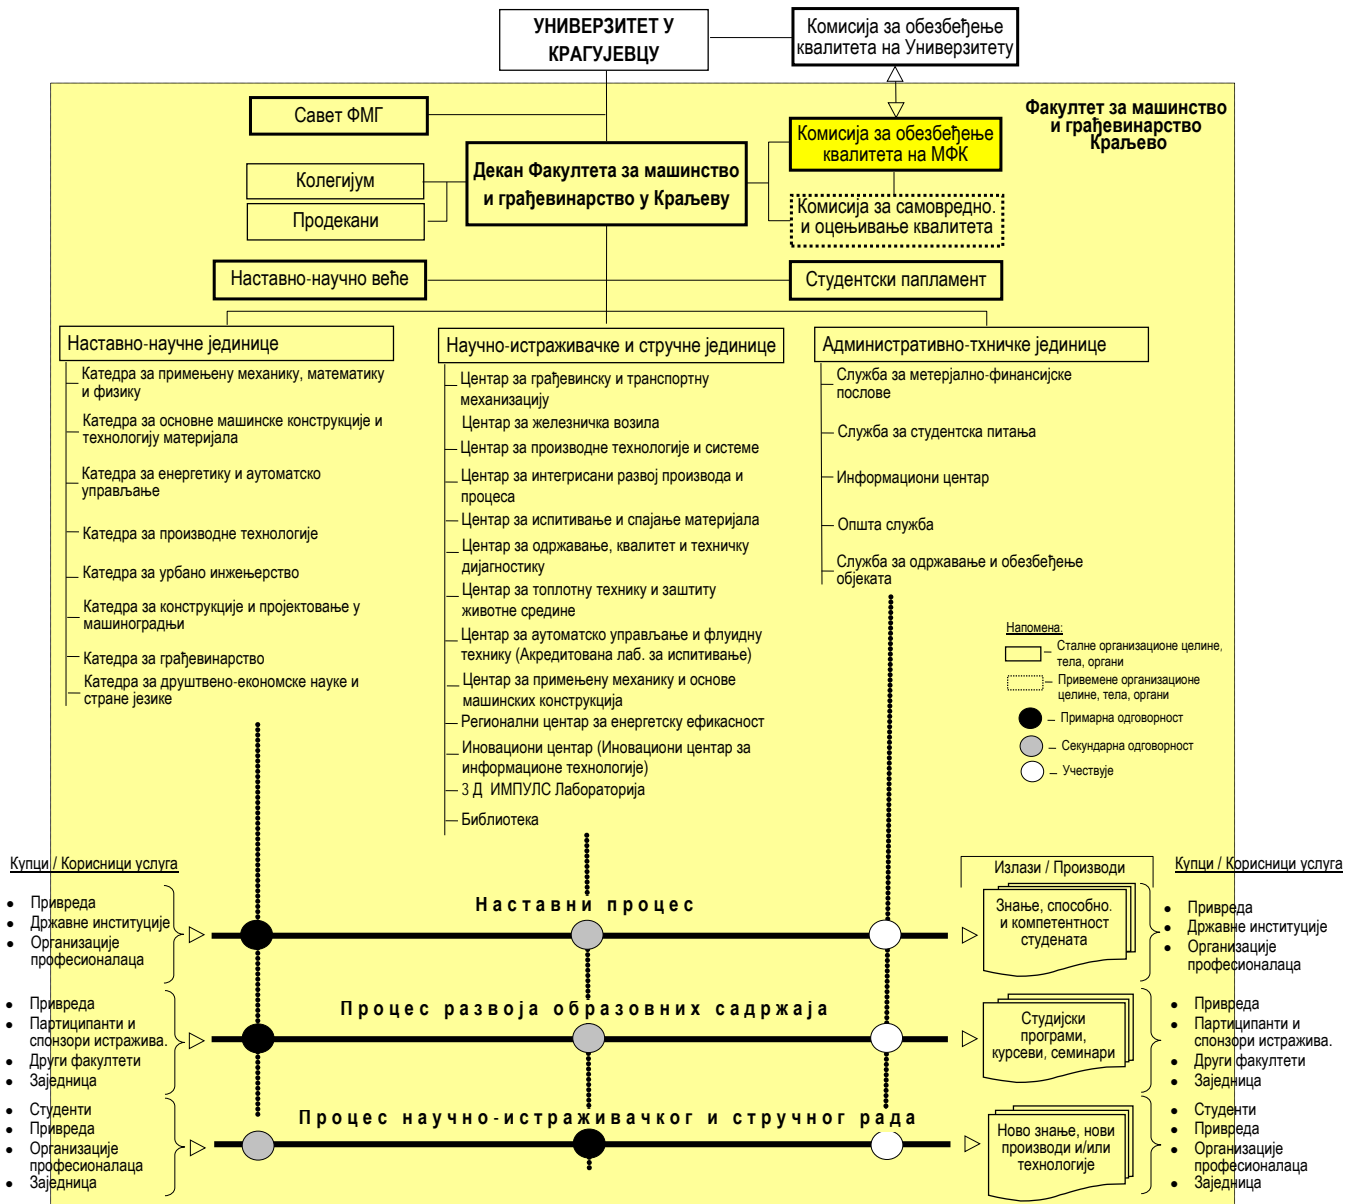 УНИВЕРЗИТЕТ У
КРАГУЈЕВЦУ
Комисија за обезбеђење
квалитета на Универзитету
Факултет за машинство
и грађевинарство
Краљево
Савет ФМГ
Комисија за обезбеђење
квалитета на МФК
Декан Факултета за машинство
и грађевинарство у Краљеву
Колегијум
Продекани
Комисија за самовредно.
и оцењивање квалитета
Наставно-научно веће
Студентски папламент
Наставно-научне јединице
Катедра за примењену механику, математику
и физику
Катедра за основне машинске конструкције и
технологију материјала
Катедра за енергетику и аутоматско
управљање
Катедра за производне технологије
Катедра за урбано инжењерство
Катедра за конструкције и пројектовање у
машиноградњи
Катедра за грађевинарство
Катедра за друштвено-економске науке и
стране језике
Научно-истраживачке и стручне јединице
Центар за грађевинску и транспортну
механизацију
Центар за железничка возила
Центар за производне технологије и системе
Центар за интегрисани развој производа и
процеса
Центар за испитивање и спајање материјала
Центар за одржавање, квалитет и техничку
дијагностику
Центар за топлотну технику и заштиту
животне средине
Центар за аутоматско управљање и флуидну
технику (Акредитована лаб. за испитивање)
Центар за примењену механику и основе
машинских конструкција
Регионални центар за енергетску ефикасност
Иновациони центар (Иновациони центар за
информационе технологије)
3 Д ИМПУЛС Лабораторија
Библиотека
Административно-тхничке јединице
Служба за метерјално-финансијске
послове
Служба за студентска питања
Информациони центар
Општа служба
Служба за одржавање и обезбеђење
објеката
Напомена:
– Сталне организационе целине,
тела, органи
– Привемене организационе
целине, тела, органи
– Примарна одговорност
– Секундарна одговорност
– Учествује
Купци / Корисници услуга
• Привреда
• Државне институције
• Организације
професионалаца
Наставни процес
Излази / Производи
Знање, способно.
и компетентност
студената
Купци / Корисници услуга
• Привреда
• Државне институције
• Организације
професионалаца
• Привреда
• Партиципанти и
спонзори истражива.
• Други факултети
• Заједница
Процес развоја образовних садржаја
Студијски
програми,
курсеви, семинари
• Привреда
• Партиципанти и
спонзори истражива.
• Други факултети
• Заједница
• Студенти
• Привреда
• Организације
професионалаца
• Заједница
Процес научно-истраживачког и стручног рада
Ново знање, нови
производи и/или
технологије
• Студенти
• Привреда
• Организације
професионалаца
• Заједница